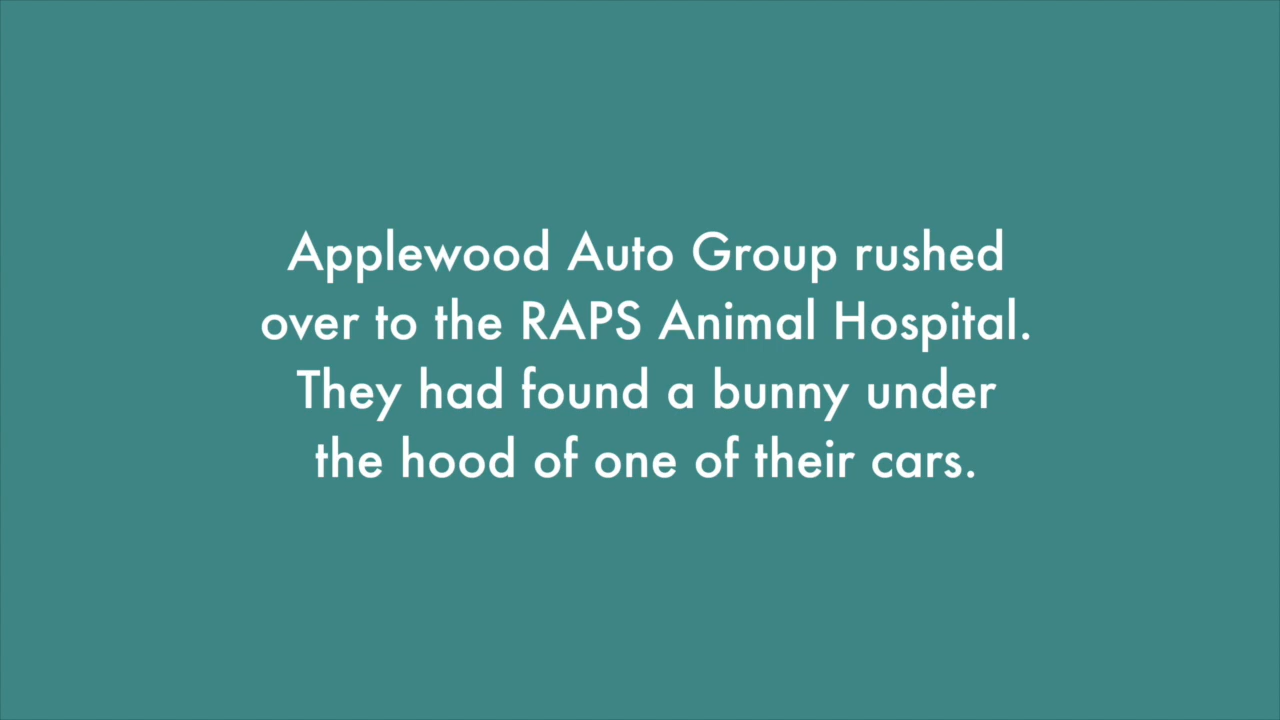 Applewood Auto Group rushed
over to the RAPS Animal Hospital.
They had found a bunny under
the hood of one of their cars.